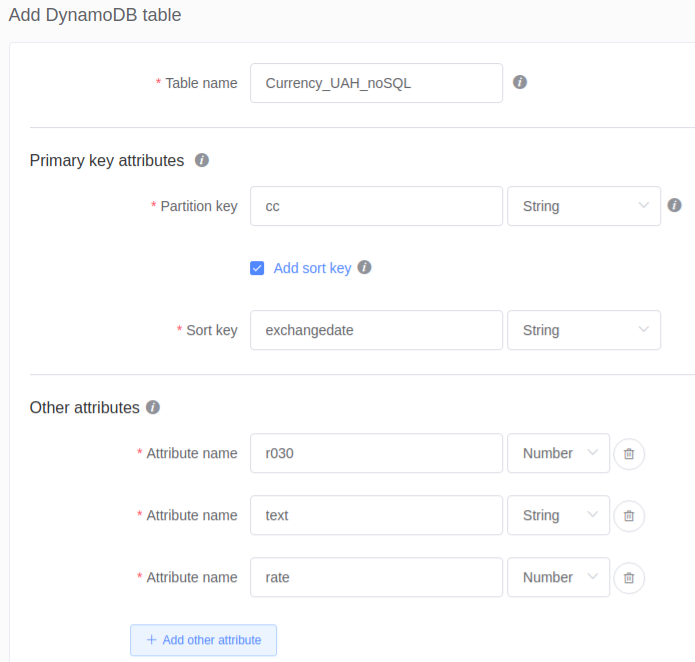 Add DynamoDB table
* Table name Currency_UAH_noSQL i
Primary key attributes i
* Partition key cc String i
Add sort key i
* Sort key exchangedate String
Other attributes i
* Attribute name r030 Number
* Attribute name text String
* Attribute name rate Number
+ Add other attribute